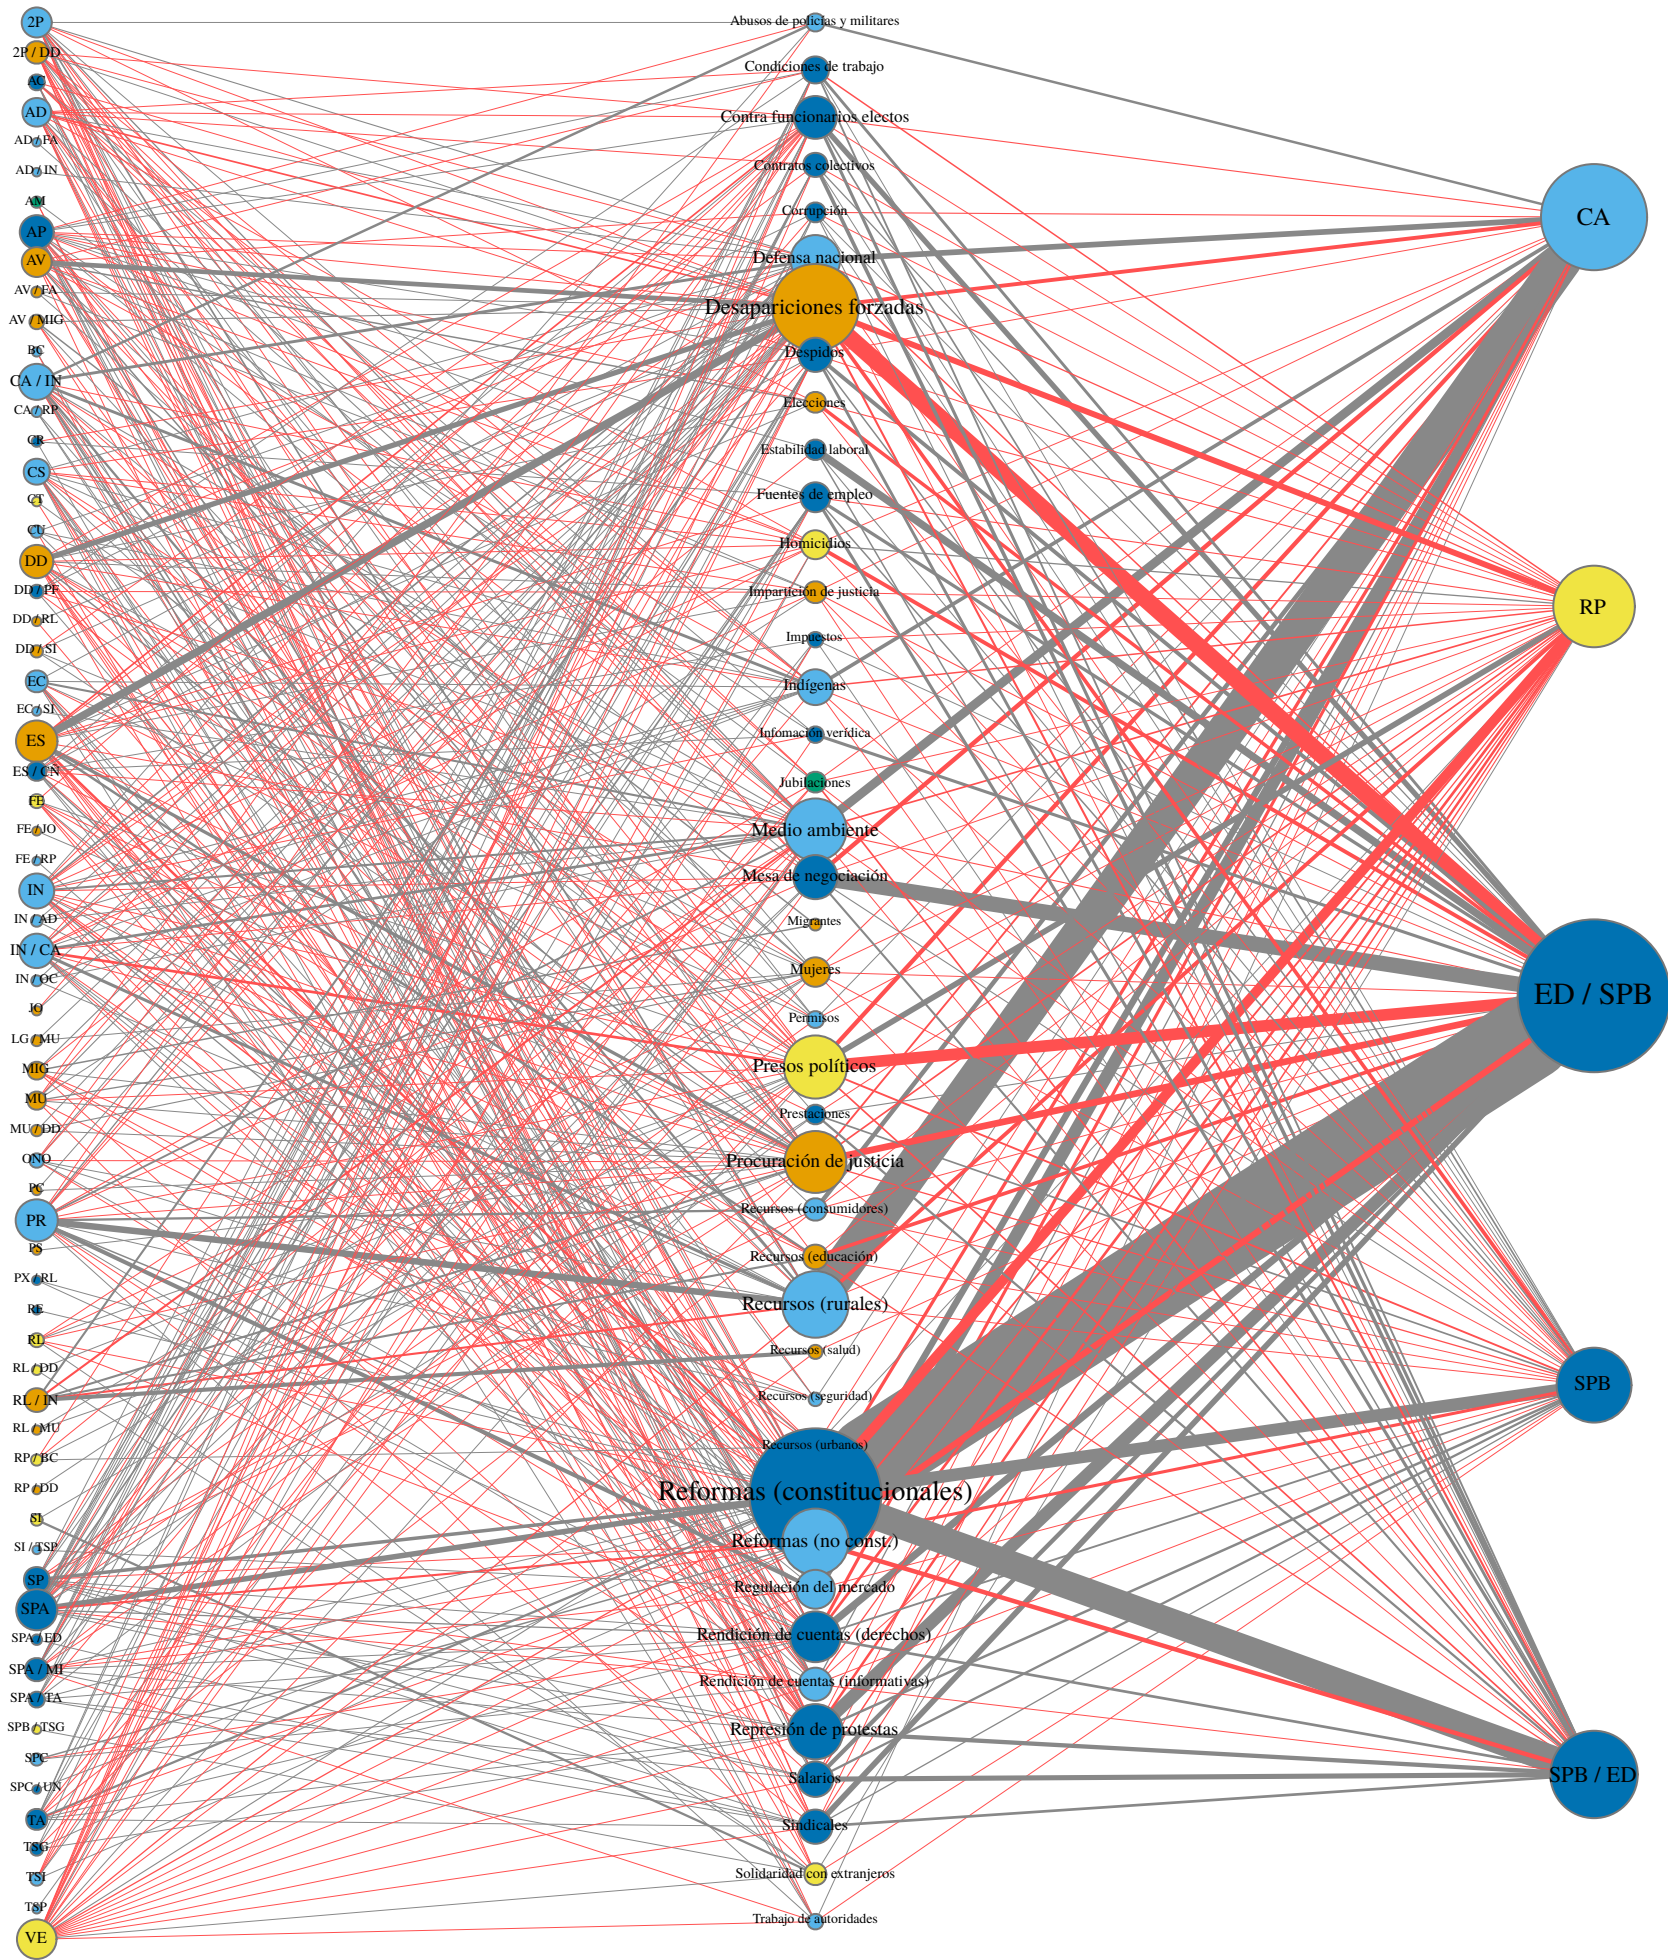 2P
2P / DD
AC
AD
AD / FA
AD / IN
AM
AP
AV
AV / FA
AV / MIG
BC
CA / IN
CA / RP
CR
CS
CT
CU
DD
DD / PF
DD / RL
DD / SI
EC
EC / SI
ES
ES / CN
FE
FE / JO
FE / RP
IN
IN / AD
IN / CA
IN / OC
JO
LG / MU
MIG
MU
MU / DD
ONO
PC
PR
PS
PX / RL
RE
RL
RL / DD
RL / IN
RL / MU
RP / BC
RP / DD
SI
SI / TSP
SP
SPA
SPA / ED
SPA / MI
SPA / TA
SPB / TSG
SPC
SPC / UN
TA
TSG
TSI
TSP
VE
Abusos de policías y militares
Condiciones de trabajo
Contra funcionarios electos
Contratos colectivos
Corrupción
Defensa nacional
Desapariciones forzadas
Despidos
Elecciones
Estabilidad laboral
Fuentes de empleo
Homicidios
Impartición de justicia
Impuestos
Indígenas
Infomación verídica
Jubilaciones
Medio ambiente
Mesa de negociación
Migrantes
Mujeres
Permisos
Presos políticos
Prestaciones
Procuración de justicia
Recursos (consumidores)
Recursos (educación)
Recursos (rurales)
Recursos (salud)
Recursos (seguridad)
Recursos (urbanos)
Reformas (constitucionales)
Reformas (no const.)
Regulación del mercado
Rendición de cuentas (derechos)
Rendición de cuentas (informativas)
Represión de protestas
Salarios
Sindicales
Solidaridad con extranjeros
Trabajo de autoridades
CA
RP
ED / SPB
SPB
SPB / ED